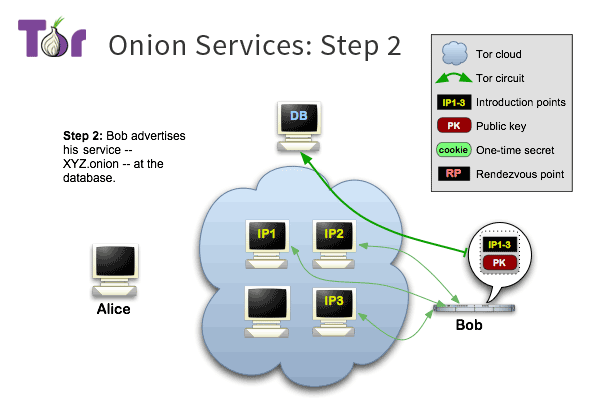 Tor
Onion Services: Step 2
Tor cloud
Tor circuit
IP1-3 Introduction points
PK Public key
cookie One-time secret
RP Rendezvous point
Step 2: Bob advertises
his service --
XYZ.onion -- at the
database.
DB
IP1
IP2
IP3
IP1-3
PK
Alice
Bob